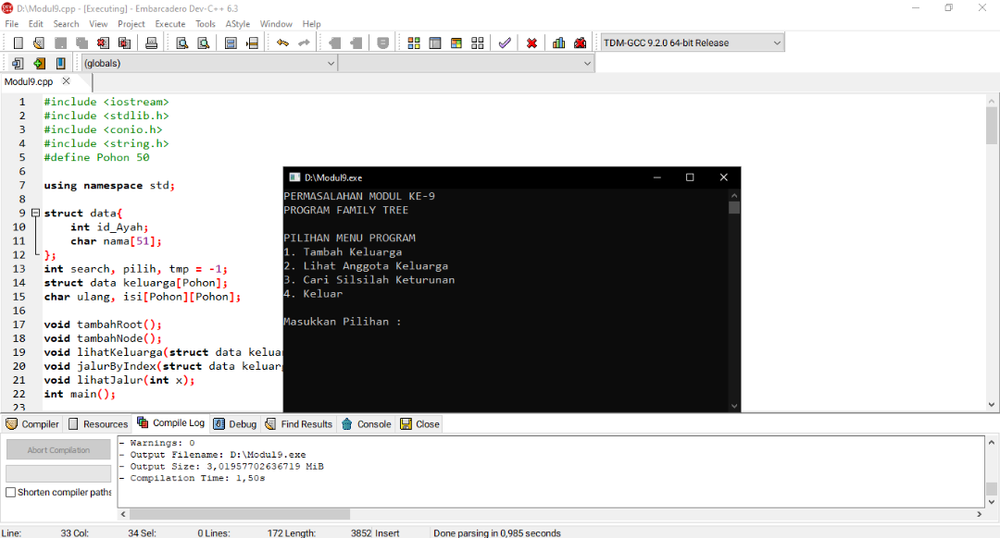 D:\Modul9.cpp - [Executing] - Embarcadero Dev-C++ 6.3
File Edit Search View Project Execute Tools AStyle Window Help
TDM-GCC 9.2.0 64-bit Release
(globals)
Modul9.cpp
1 #include <iostream>
2 #include <stdlib.h>
3 #include <conio.h>
4 #include <string.h>
5 #define Pohon 50
6
7 using namespace std;
8
9 struct data{
10 int id_Ayah;
11 char nama[51];
12 };
13 int search, pilih, tmp = -1;
14 struct data keluarga[Pohon];
15 char ulang, isi[Pohon][Pohon];
16
17 void tambahRoot();
18 void tambahNode();
19 void lihatKeluarga(struct data kelua
20 void jalurByIndex(struct data keluar
21 void lihatJalur(int x);
22 int main();
23
D:\Modul9.exe
PERMASALAHAN MODUL KE-9
PROGRAM FAMILY TREE
PILIHAN MENU PROGRAM
1. Tambah Keluarga
2. Lihat Anggota Keluarga
3. Cari Silsilah Keturunan
4. Keluar
Masukkan Pilihan :
Compiler Resources Compile Log Debug Find Results Console Close
Abort Compilation
Shorten compiler paths
- Warnings: 0
- Output Filename: D:\Modul9.exe
- Output Size: 3,01957702636719 MiB
- Compilation Time: 1,50s
Line: 33 Col: 34 Sel: 0 Lines: 172 Length: 3852 Insert Done parsing in 0,985 seconds